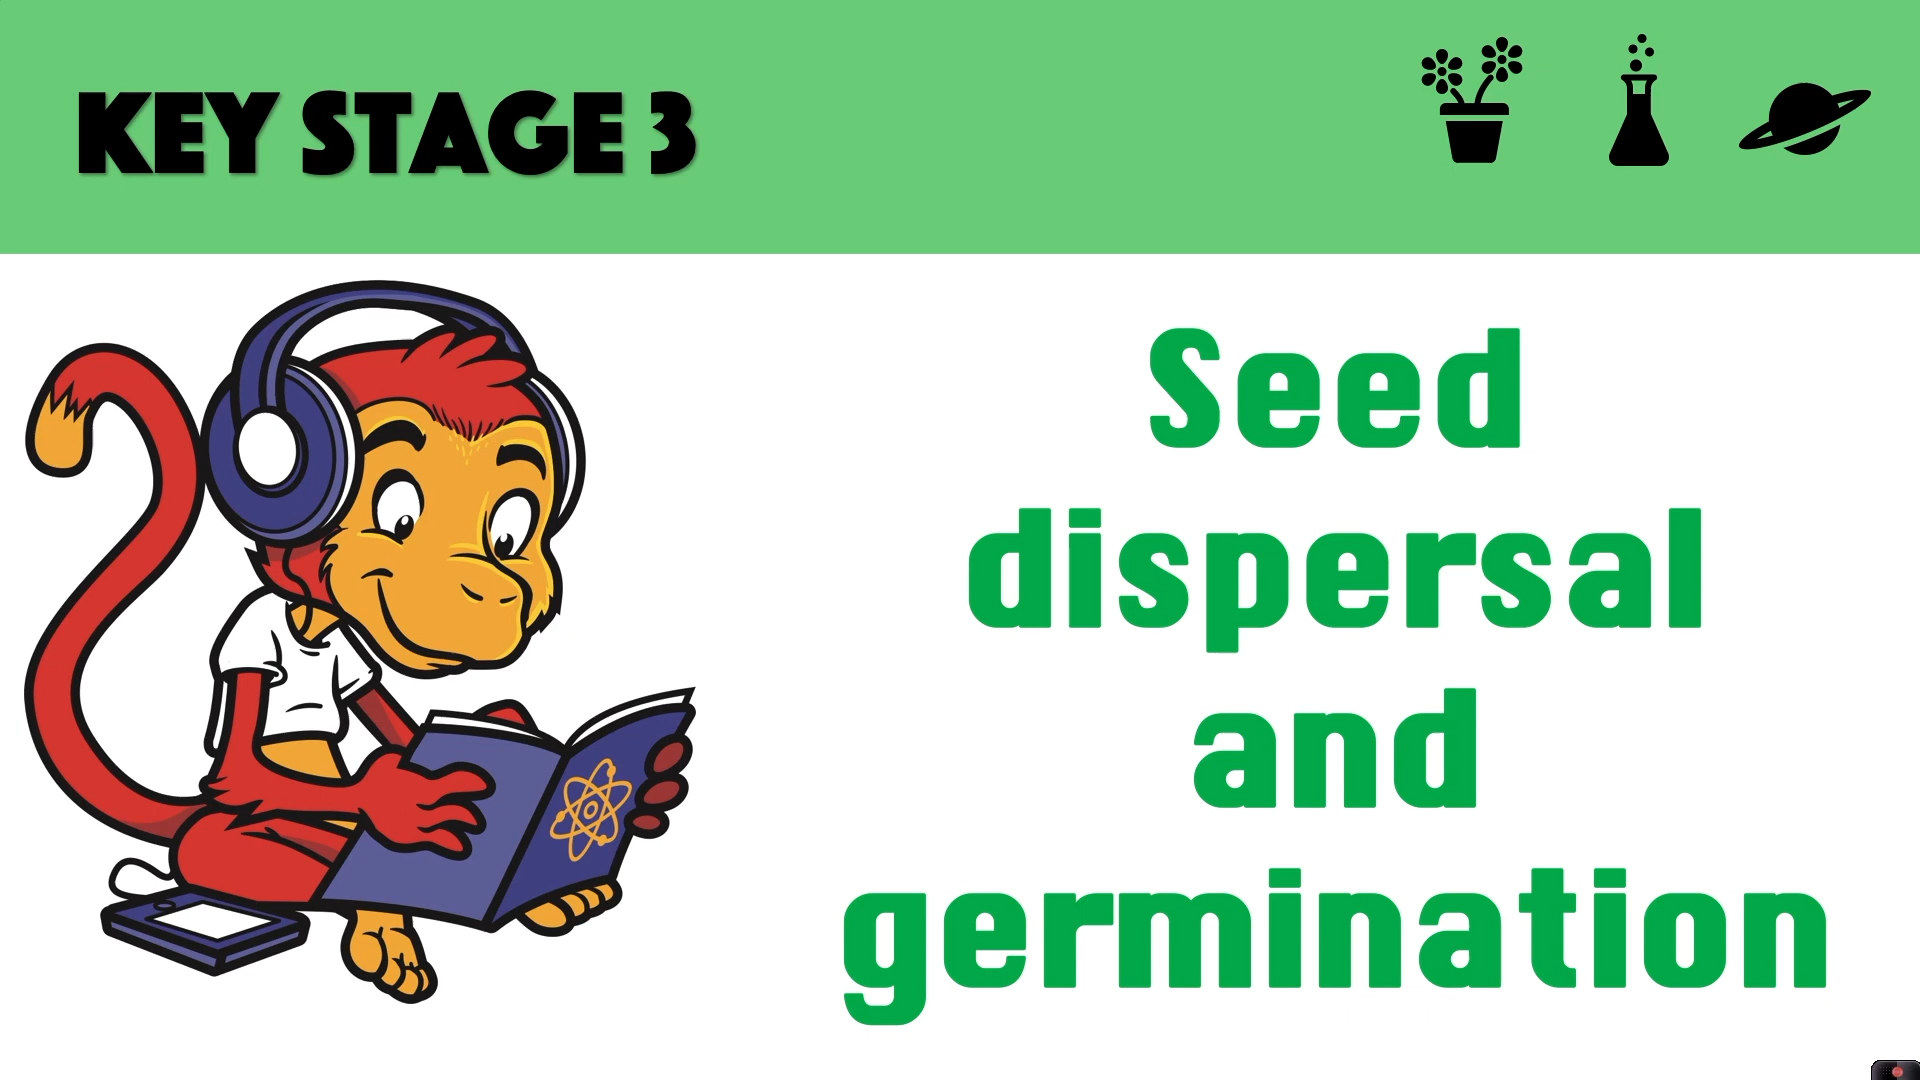 KEY STAGE 3
Seed
dispersal
and
germination